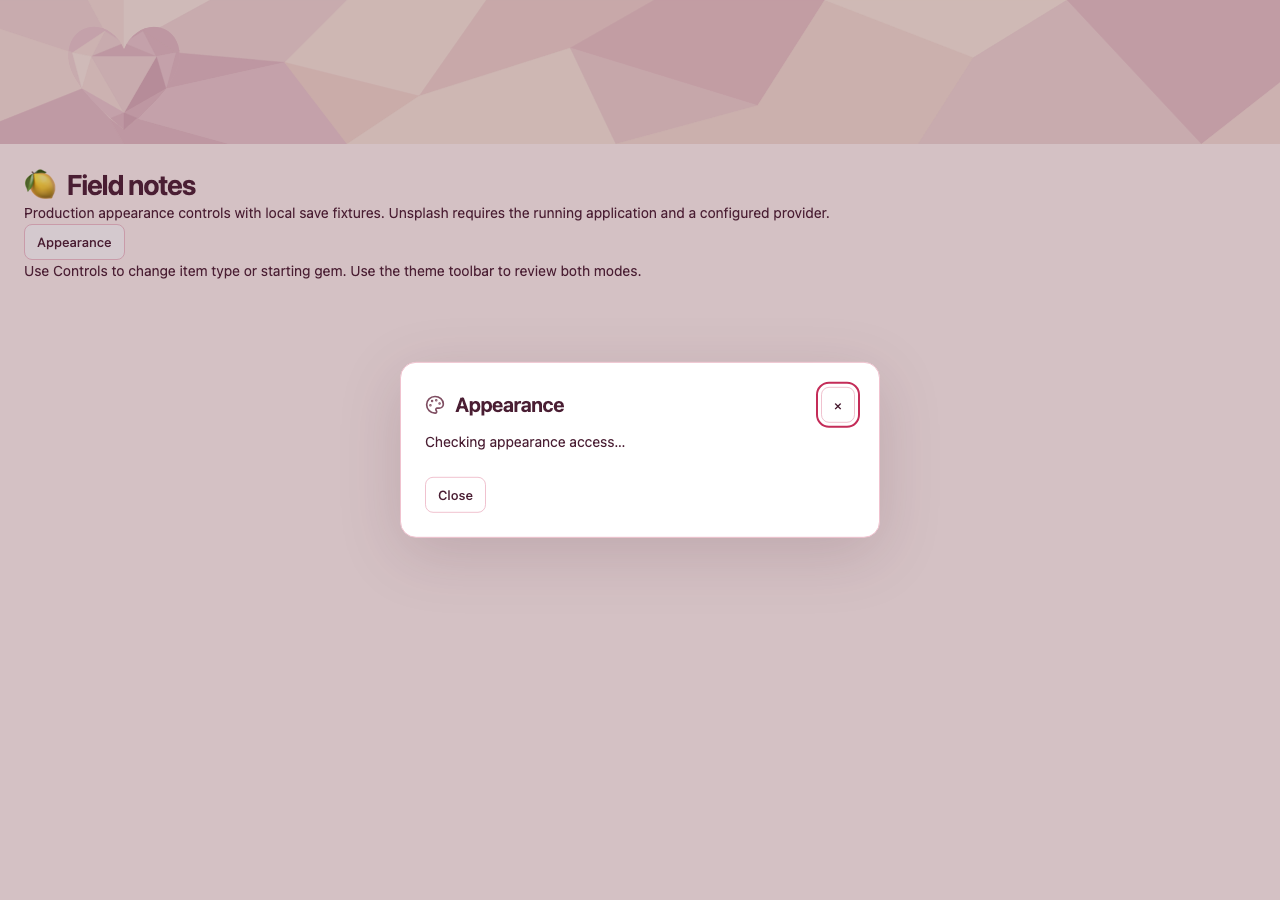 Field notes
Production appearance controls with local save fixtures. Unsplash requires the running application and a configured provider.
Appearance
Use Controls to change item type or starting gem. Use the theme toolbar to review both modes.
Appearance
×
Checking appearance access…
Close